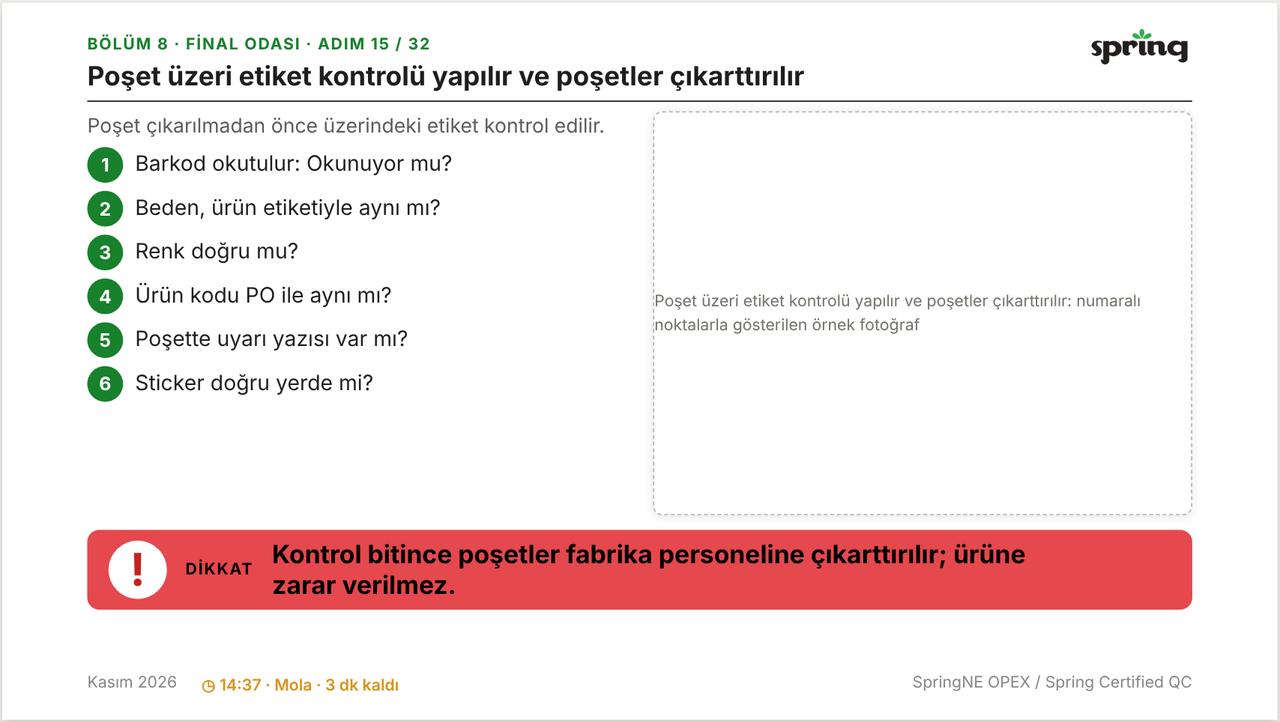 BÖLÜM 8 · FİNAL ODASI · ADIM 15 / 32
spring
Poşet üzeri etiket kontrolü yapılır ve poşetler çıkarttırılır
Poşet çıkarılmadan önce üzerindeki etiket kontrol edilir.
1 Barkod okutulur: Okunuyor mu?
2 Beden, ürün etiketiyle aynı mı?
3 Renk doğru mu?
4 Ürün kodu PO ile aynı mı?
5 Poşette uyarı yazısı var mı?
6 Sticker doğru yerde mi?
Poşet üzeri etiket kontrolü yapılır ve poşetler çıkarttırılır: numaralı
noktalarla gösterilen örnek fotoğraf
! DİKKAT
Kontrol bitince poşetler fabrika personeline çıkarttırılır; ürüne
zarar verilmez.
Kasım 2026
14:37 · Mola · 3 dk kaldı
SpringNE OPEX / Spring Certified QC